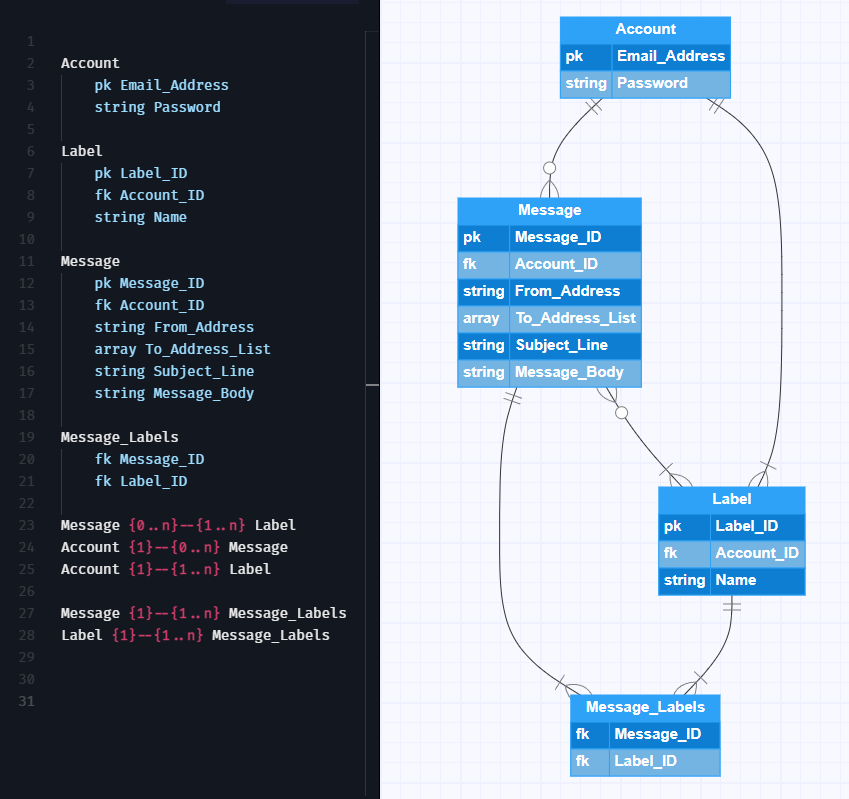 1
2 Account
3 pk Email_Address
4 string Password
5
6 Label
7 pk Label_ID
8 fk Account_ID
9 string Name
10
11 Message
12 pk Message_ID
13 fk Account_ID
14 string From_Address
15 array To_Address_List
16 string Subject_Line
17 string Message_Body
18
19 Message_Labels
20 fk Message_ID
21 fk Label_ID
22
23 Message {0..n}--{1..n} Label
24 Account {1}--{0..n} Message
25 Account {1}--{1..n} Label
26
27 Message {1}--{1..n} Message_Labels
28 Label {1}--{1..n} Message_Labels
29
30
31
Account
pk Email_Address
string Password
Message
pk Message_ID
fk Account_ID
string From_Address
array To_Address_List
string Subject_Line
string Message_Body
Label
pk Label_ID
fk Account_ID
string Name
Message_Labels
fk Message_ID
fk Label_ID